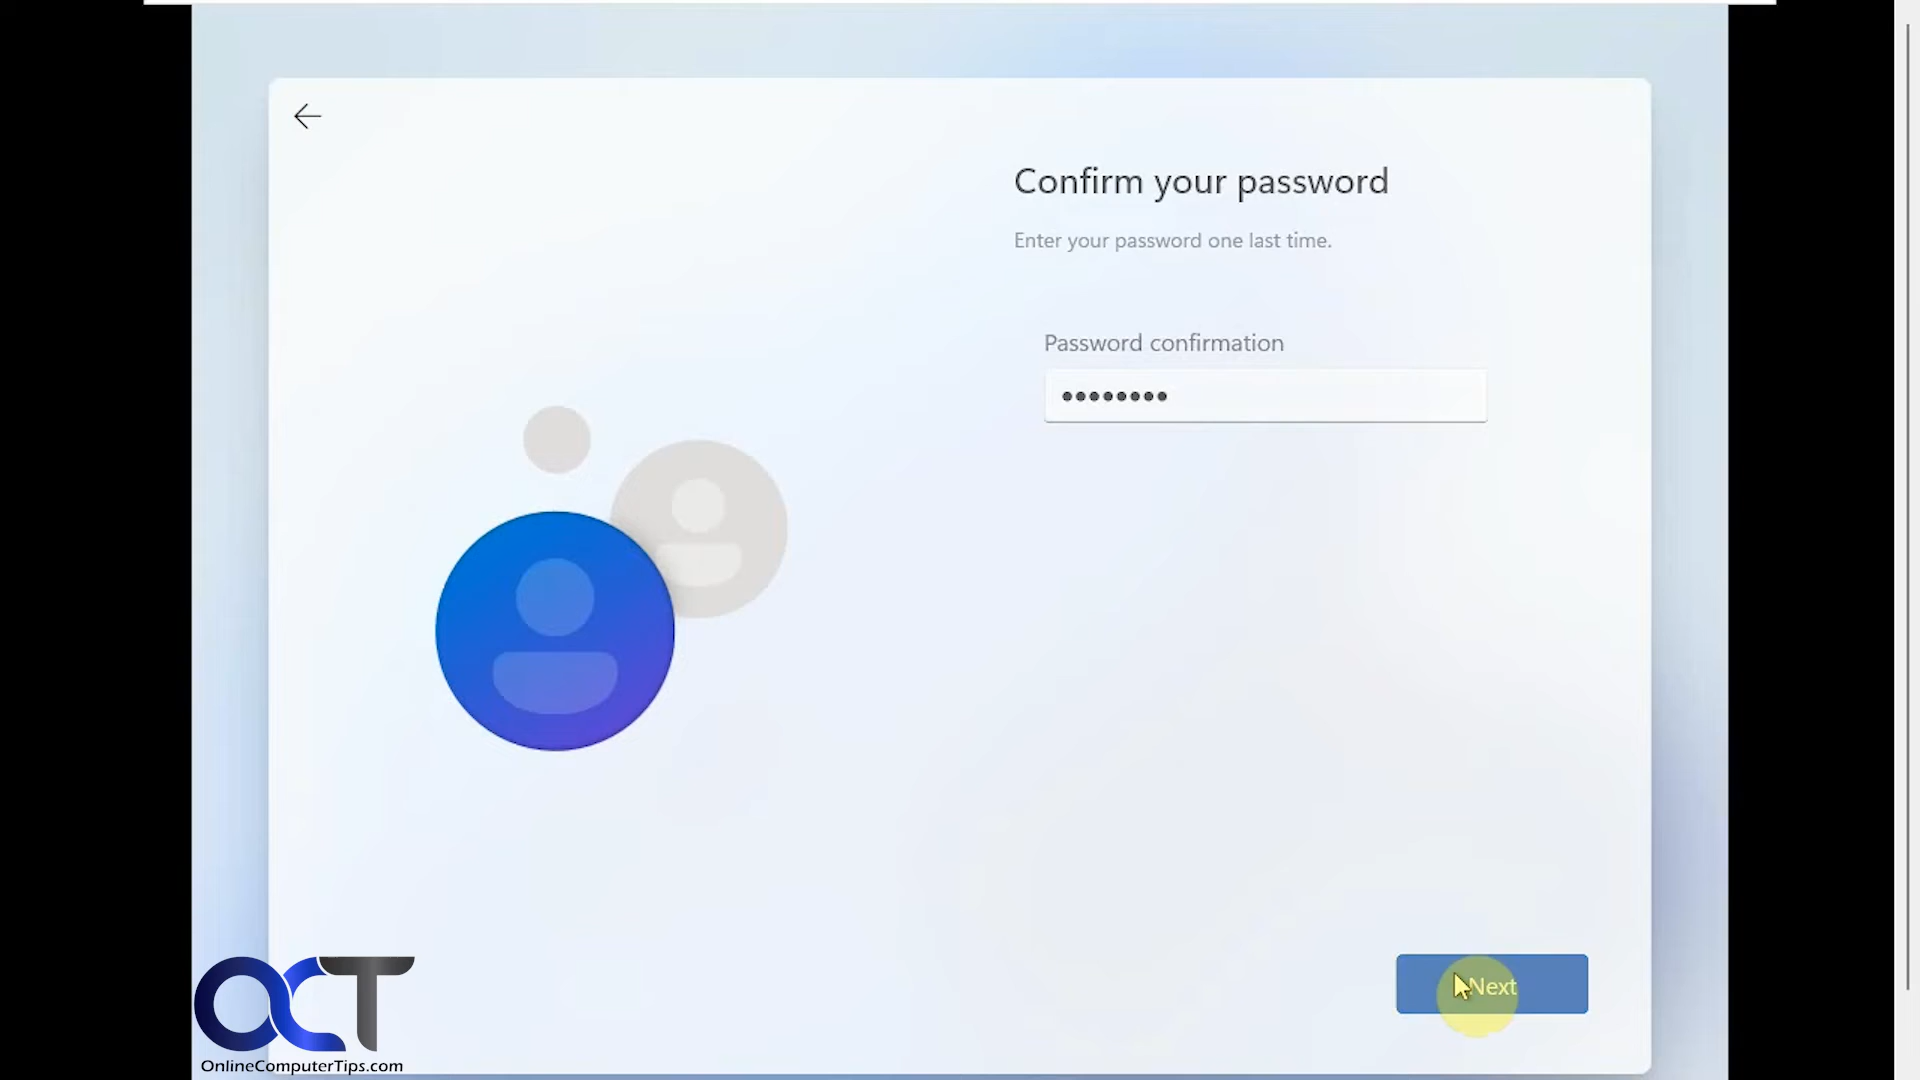 Confirm your password
Enter your password one last time.
Password confirmation
Next
OCT
OnlineComputerTips.com